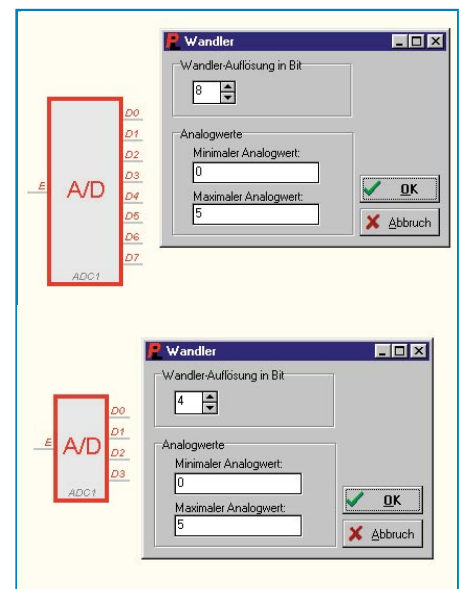 Wandler
Wandler-Auflösung in Bit
8
Analogwerte
Minimaler Analogwert:
0
Maximaler Analogwert:
5
OK
Abbruch
E
A/D
D0
D1
D2
D3
D4
D5
D6
D7
ADC1
Wandler
Wandler-Auflösung in Bit
4
Analogwerte
Minimaler Analogwert:
0
Maximaler Analogwert:
5
OK
Abbruch
E
A/D
D0
D1
D2
D3
ADC1